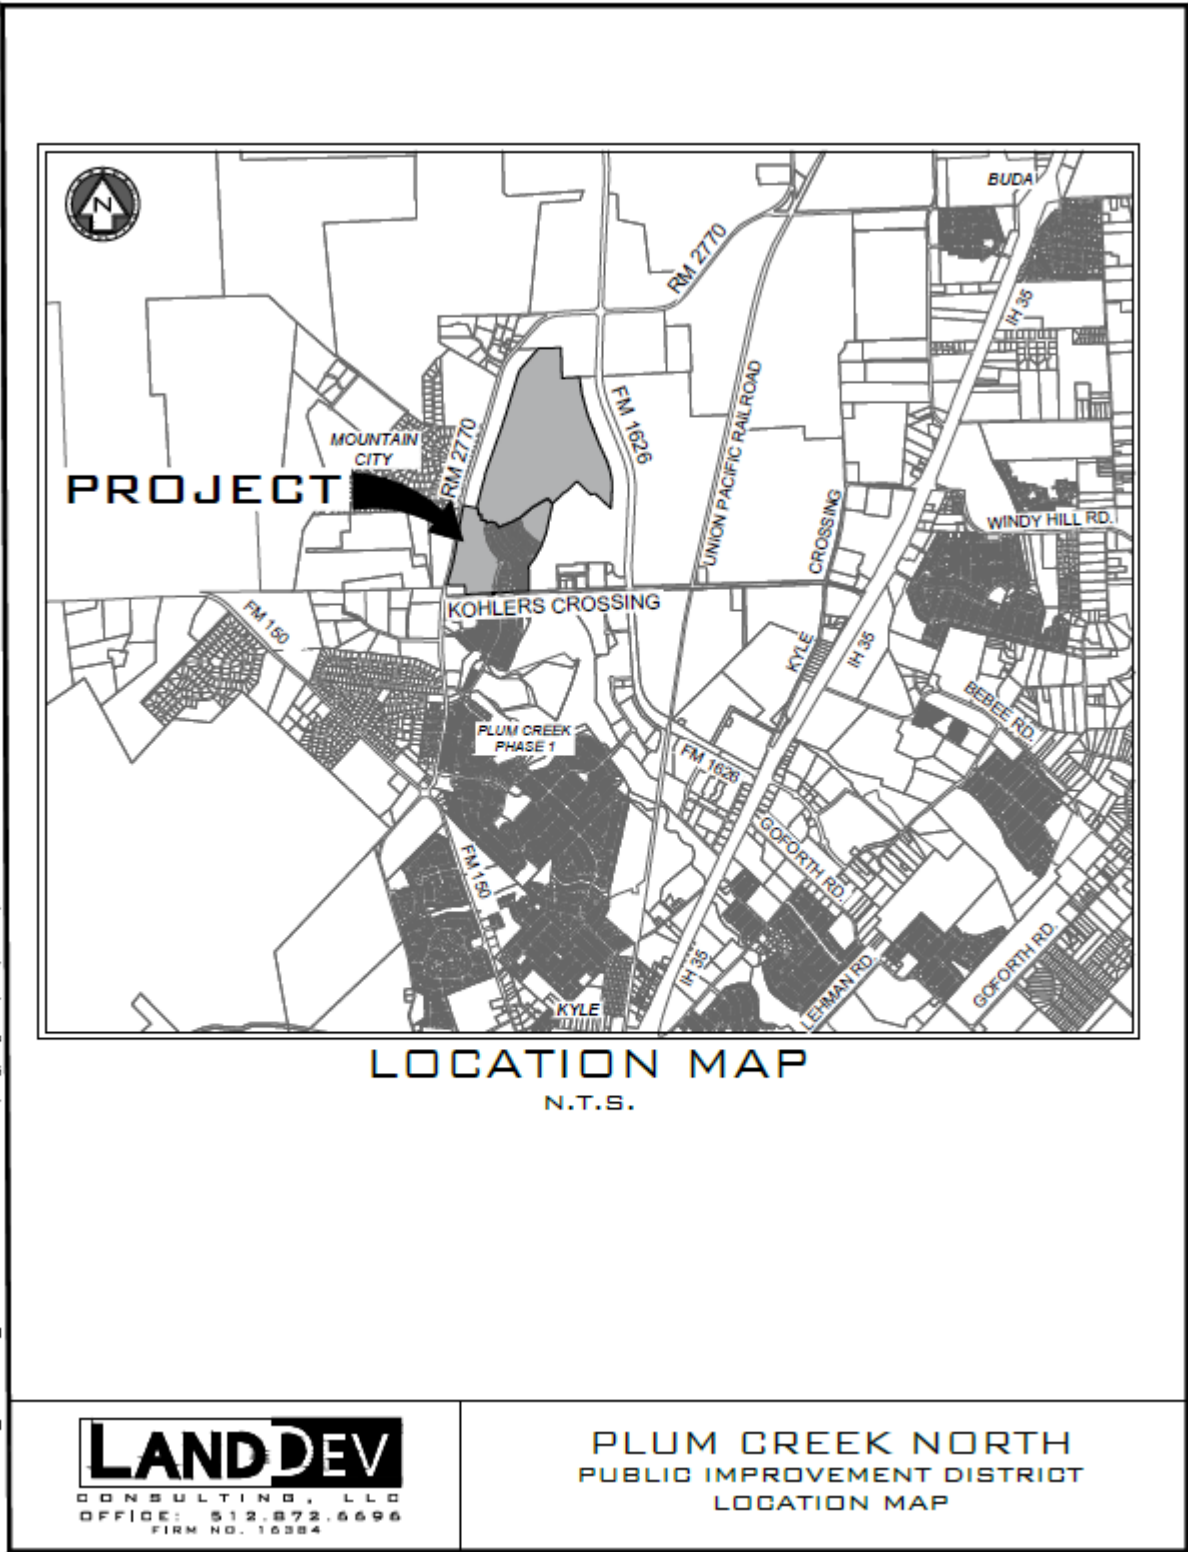 N
BUDA
RM 2770
IH 35
UNION PACIFIC RAILROAD
FM 1626
MOUNTAIN
CITY
RM 2770
PROJECT
CROSSING
WINDY HILL RD.
KOHLERS CROSSING
FM 150
KYLE
IH 35
BEBEE RD.
PLUM CREEK
PHASE 1
FM 1626
GOFORTH RD.
FM 150
GOFORTH RD.
IH 35
LEHMAN RD.
KYLE
LOCATION MAP
N.T.S.
LANDDEV
CONSULTING, LLC
OFFICE: 512.872.6696
FIRM NO. 16384
PLUM CREEK NORTH
PUBLIC IMPROVEMENT DISTRICT
LOCATION MAP